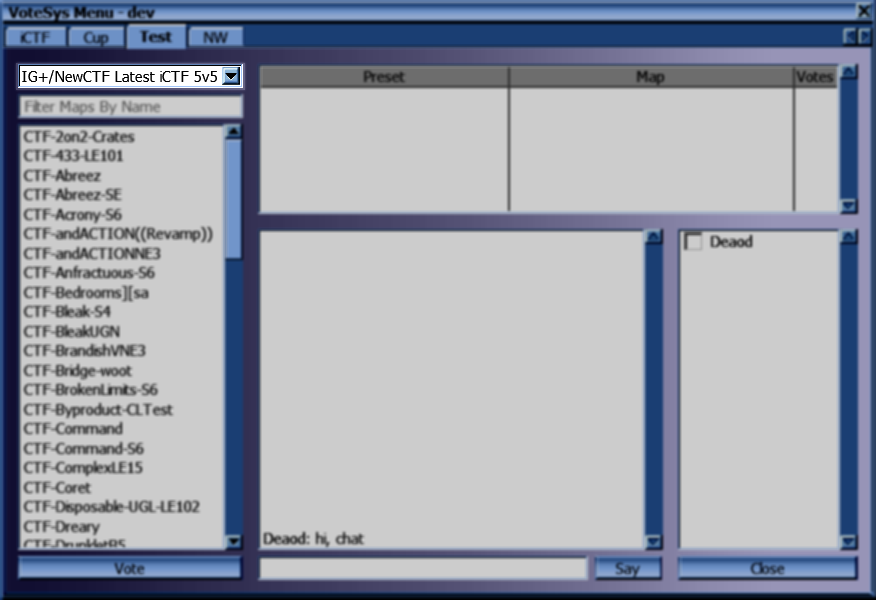 VoteSys Menu - dev
iCTF Cup Test NW
IG+/NewCTF Latest iCTF 5v5
Filter Maps By Name
CTF-2on2-Crates
CTF-433-LE101
CTF-Abreez
CTF-Abreez-SE
CTF-Acrony-S6
CTF-andACTION((Revamp))
CTF-andACTIONNE3
CTF-Anfractuous-S6
CTF-Bedrooms][sa
CTF-Bleak-S4
CTF-BleakUGN
CTF-BrandishVNE3
CTF-Bridge-woot
CTF-BrokenLimits-S6
CTF-Byproduct-CLTest
CTF-Command
CTF-Command-S6
CTF-ComplexLE15
CTF-Coret
CTF-Disposable-UGL-LE102
CTF-Dreary
Vote
Preset Map Votes
Deaod: hi, chat
Say
Deaod
Close